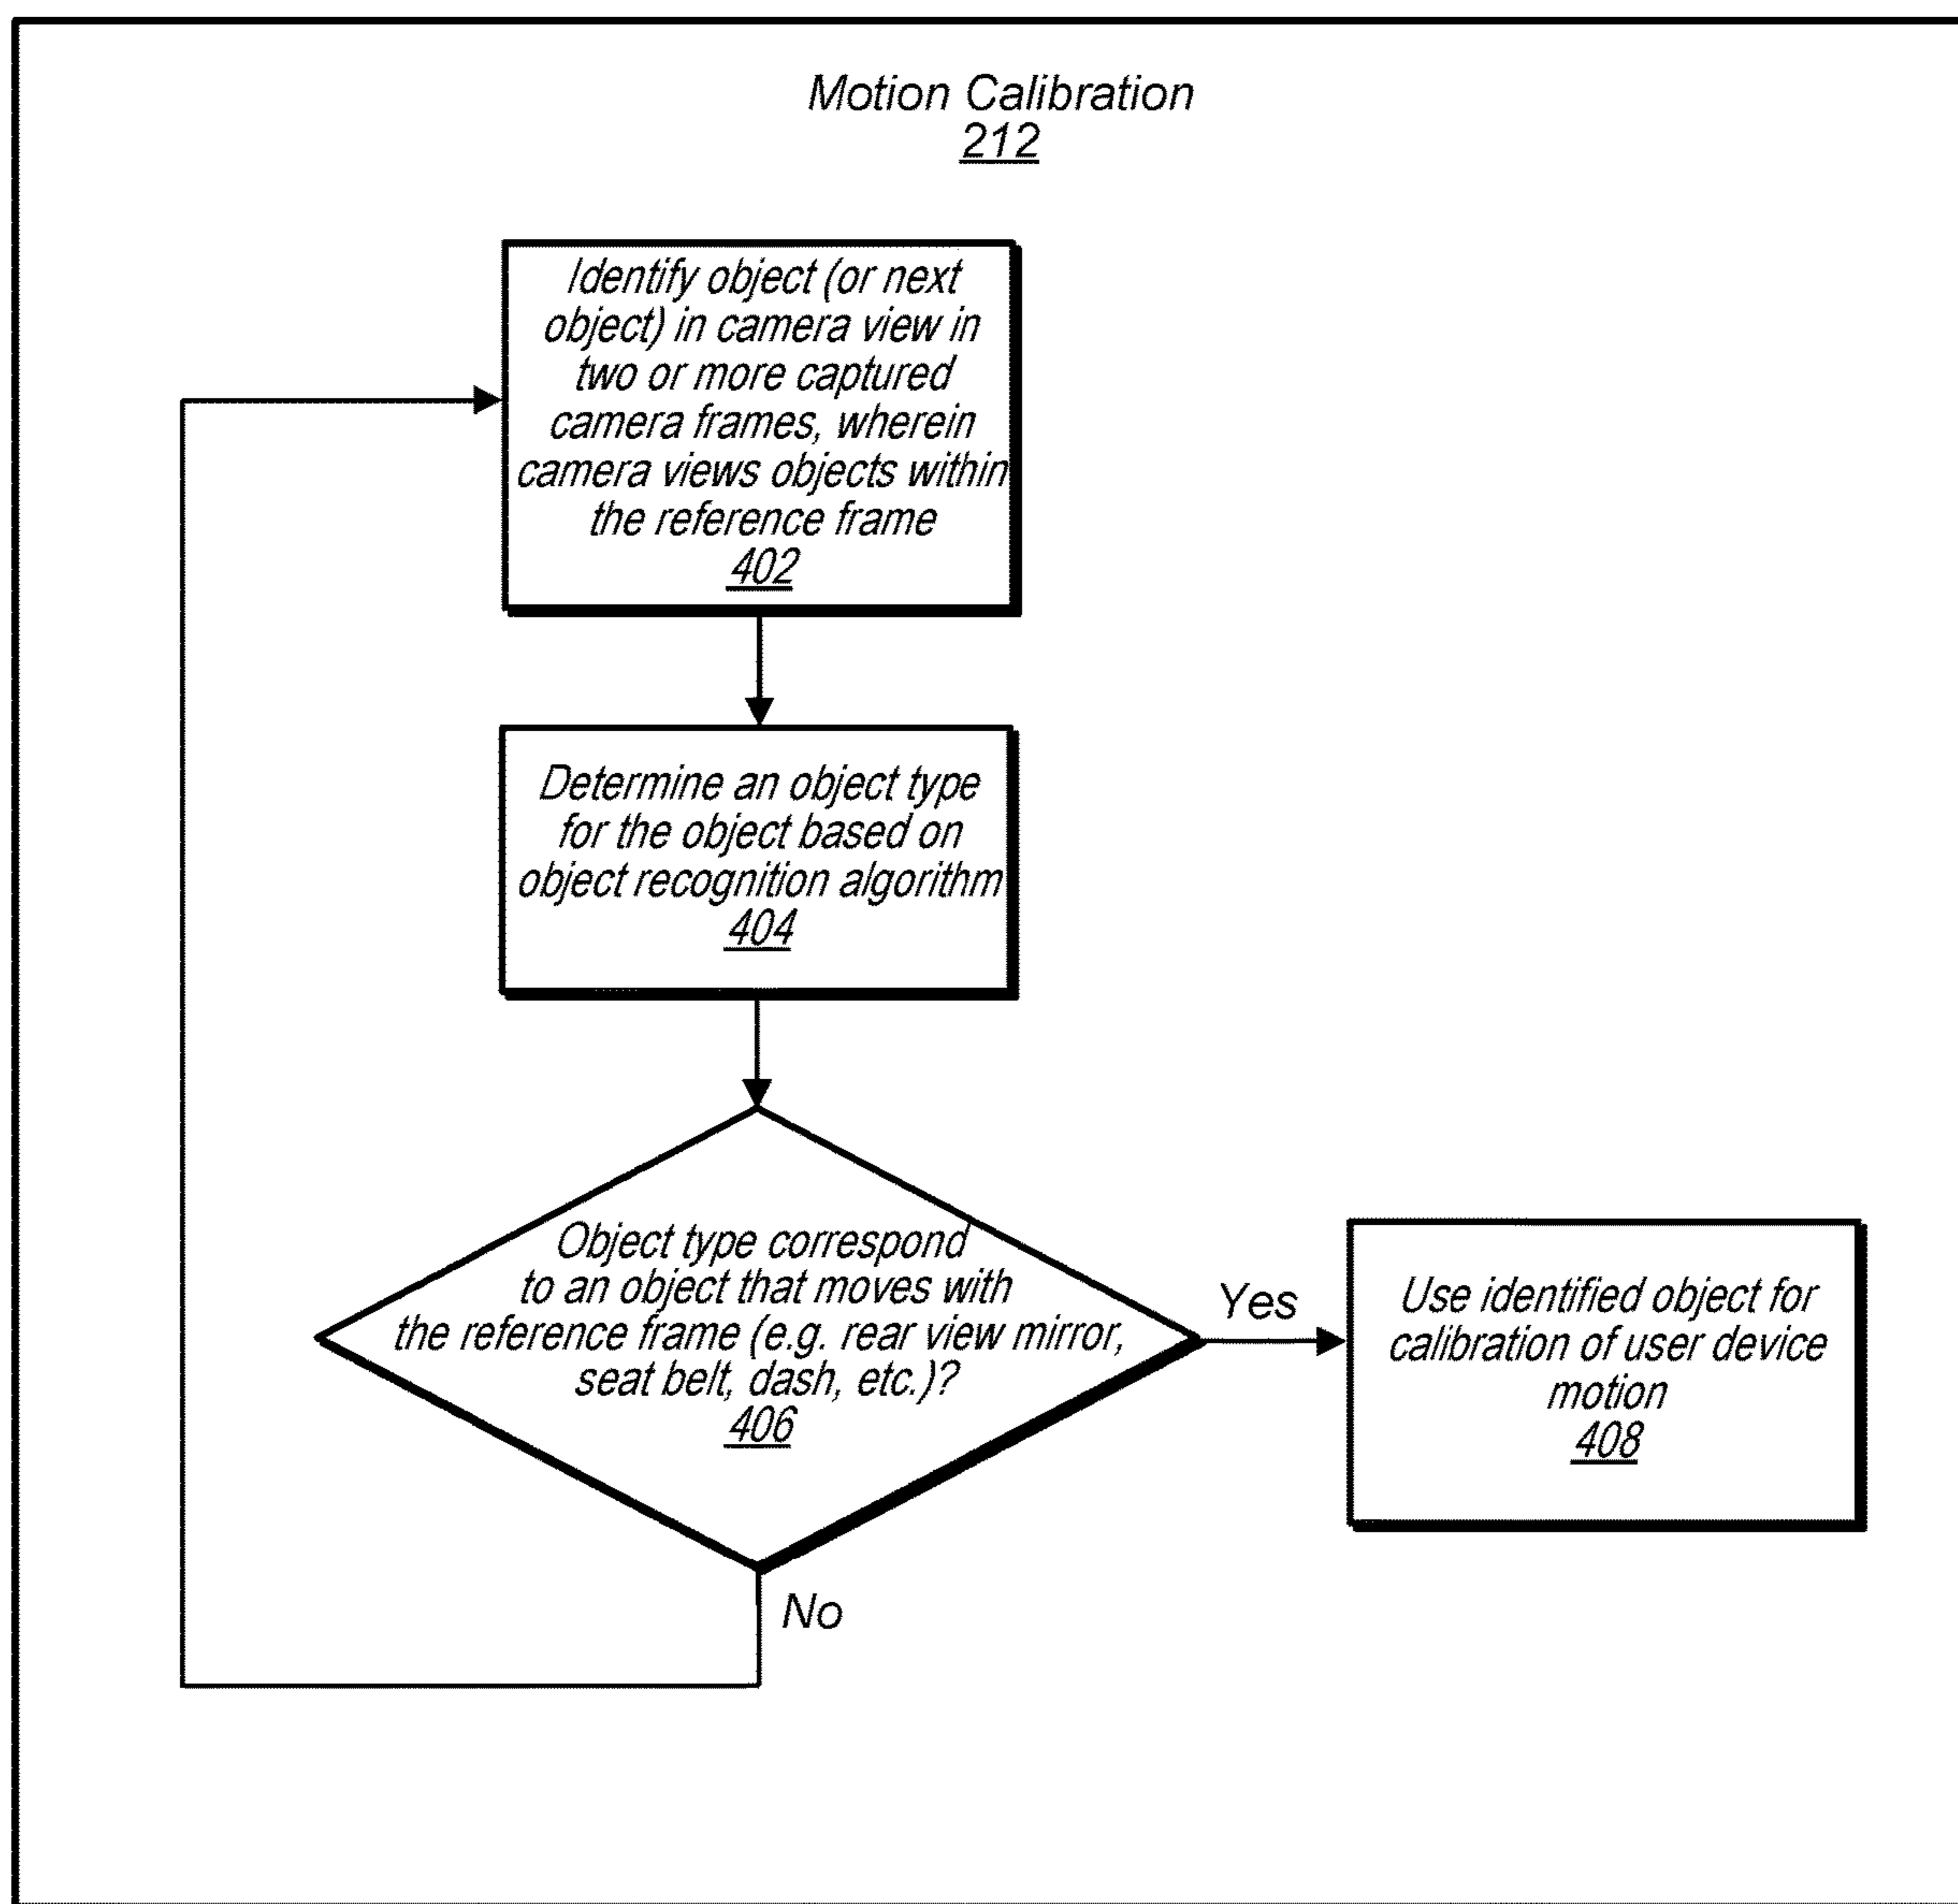 Motion Calibration
212
Identify object (or next
object) in camera view in
two or more captured
camera frames, wherein
camera views objects within
the reference frame
402
Determine an object type
for the object based on
object recognition algorithm
404
Object type correspond
to an object that moves with
the reference frame (e.g. rear view mirror,
seat belt, dash, etc.)?
406
Yes
Use identified object for
calibration of user device
motion
408
No